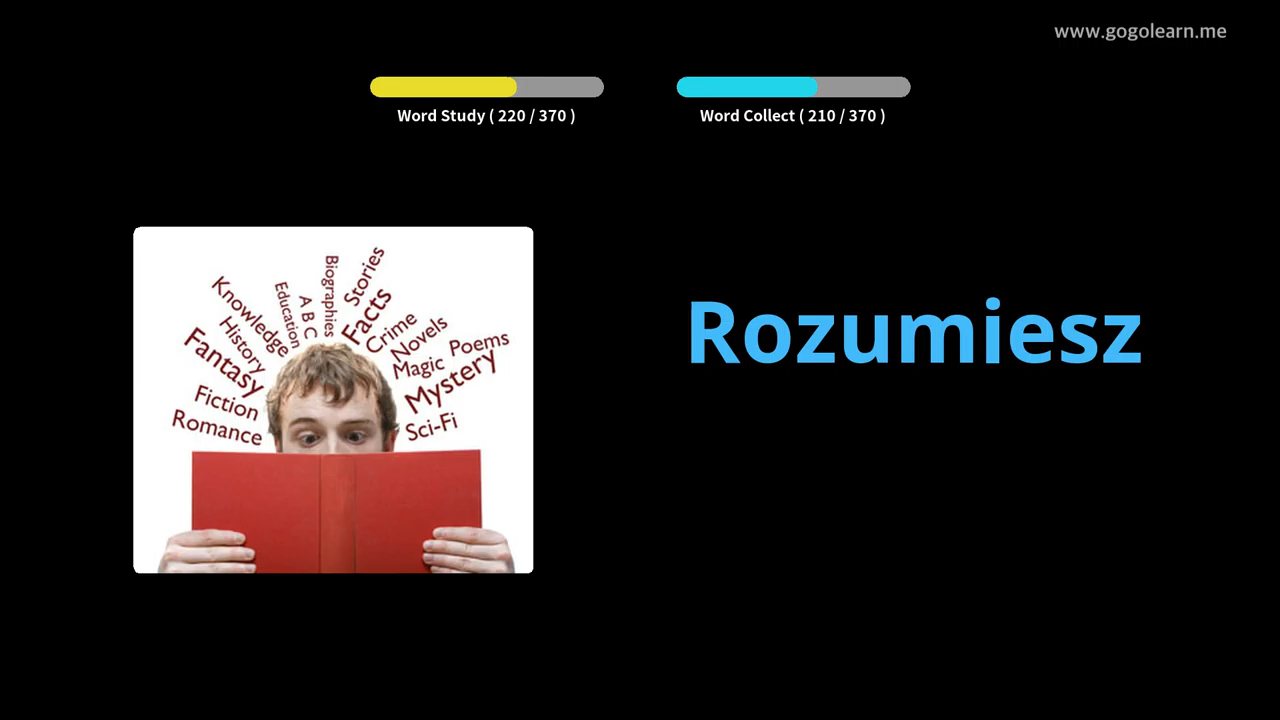 www.gogolearn.me
Word Study ( 220 / 370 )
Word Collect ( 210 / 370 )
Rozumiesz
Biographies
Stories
Education
A B C
Facts
Knowledge
Crime
History
Novels
Poems
Fantasy
Magic
Mystery
Fiction
Romance
Sci-Fi